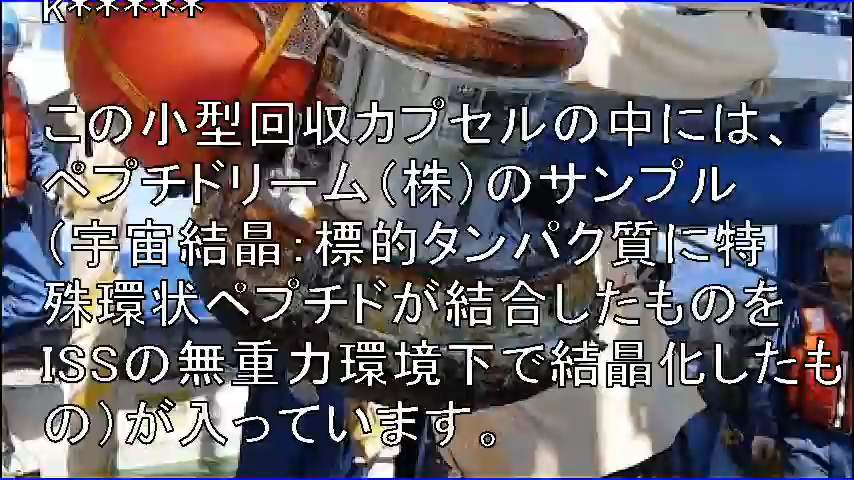 k*****
この小型回収カプセルの中には、
ペプチドリーム（株）のサンプル
（宇宙結晶：標的タンパク質に特
殊環状ペプチドが結合したものを
ISSの無重力環境下で結晶化したも
の）が入っています。